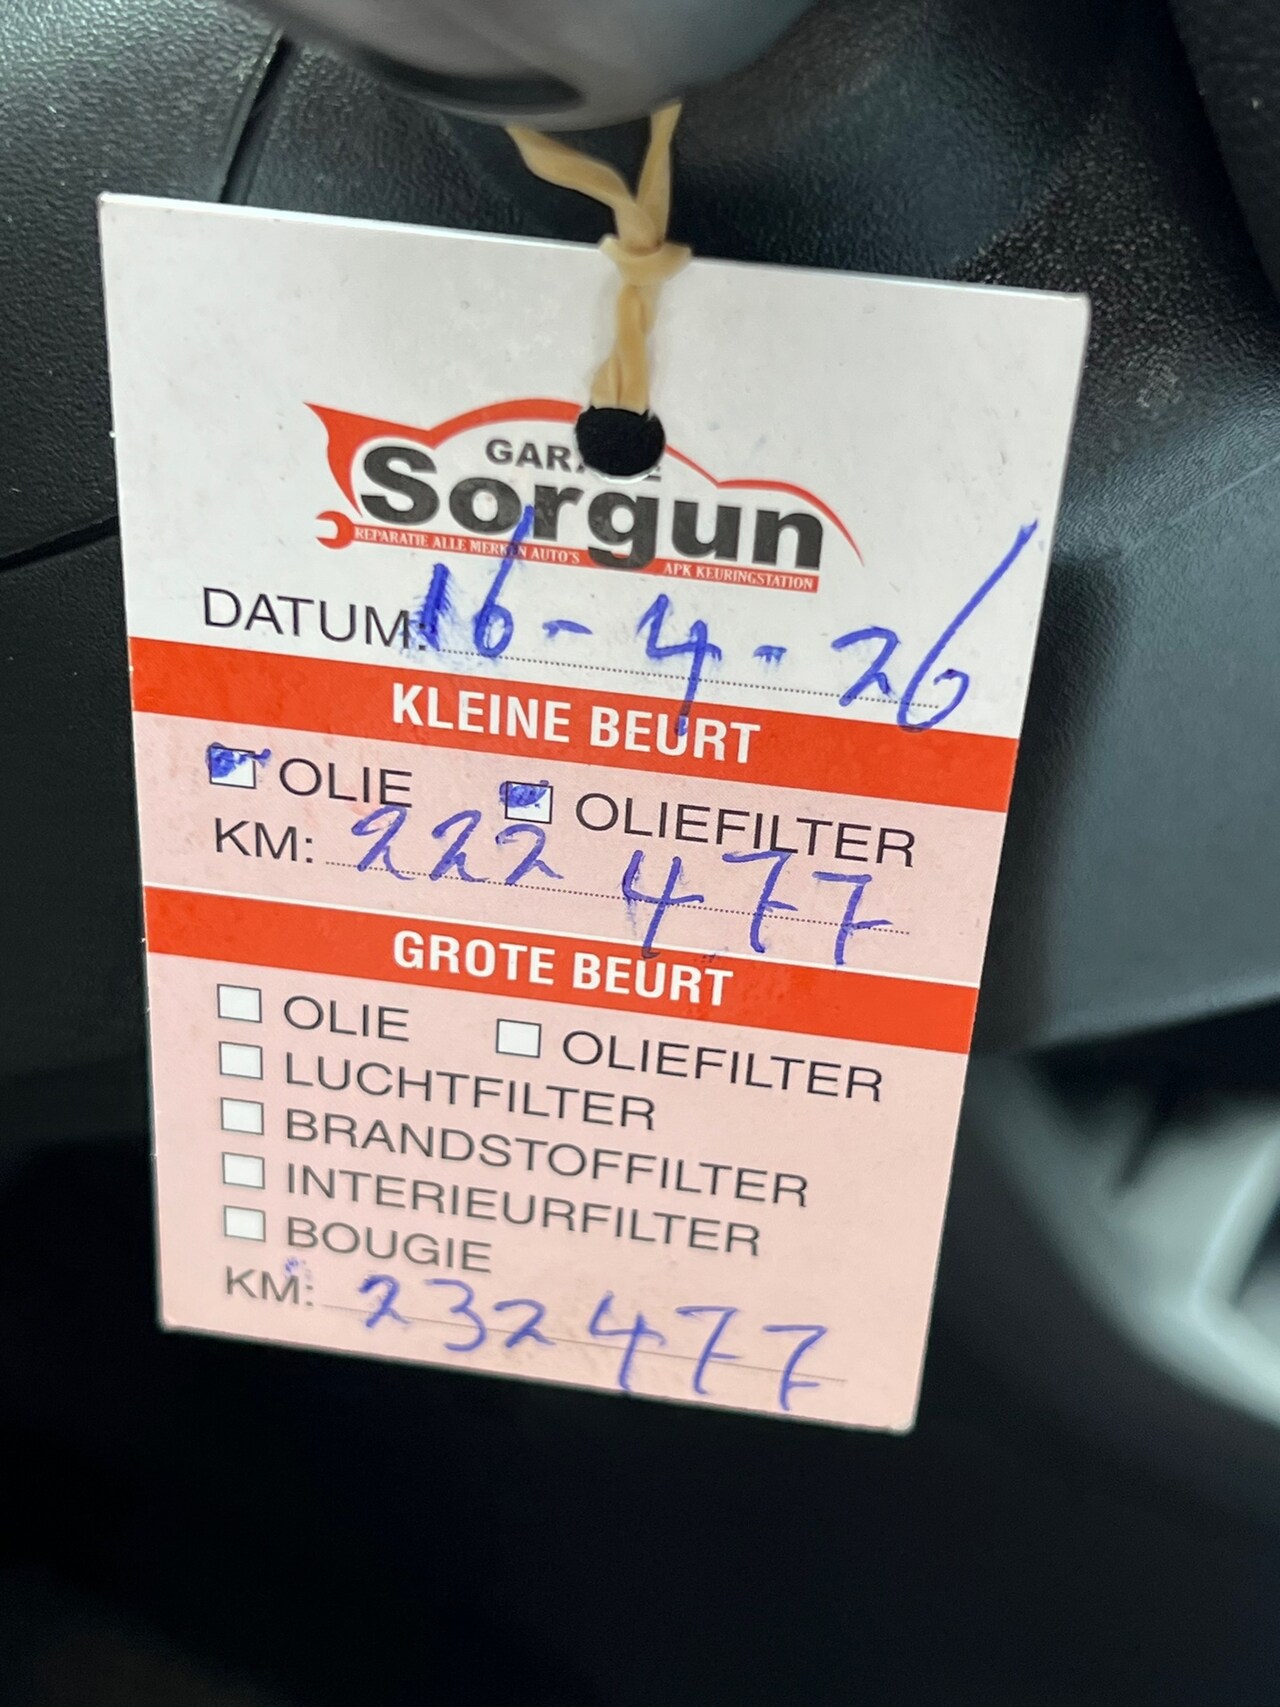 GARAGE
Sorgun
REPARATIE ALLE MERKEN AUTO'S
APK KEURINGSTATION
DATUM: 16-4-26
KLEINE BEURT
OLIE OLIEFILTER
KM: 222 477
GROTE BEURT
OLIE OLIEFILTER
LUCHTFILTER
BRANDSTOFFILTER
INTERIEURFILTER
BOUGIE
KM: 232477